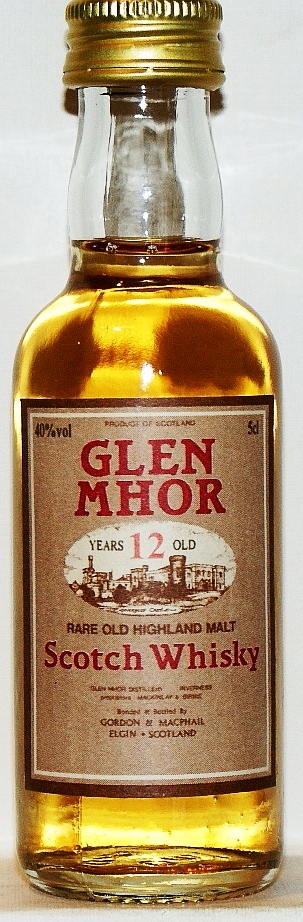 PRODUCT OF SCOTLAND
40%vol 5cl
GLEN
MHOR
YEARS 12 OLD
RARE OLD HIGHLAND MALT
Scotch Whisky
GLEN MHOR DISTILLERY INVERNESS
Bonded & Bottled By
GORDON & MACPHAIL
ELGIN • SCOTLAND